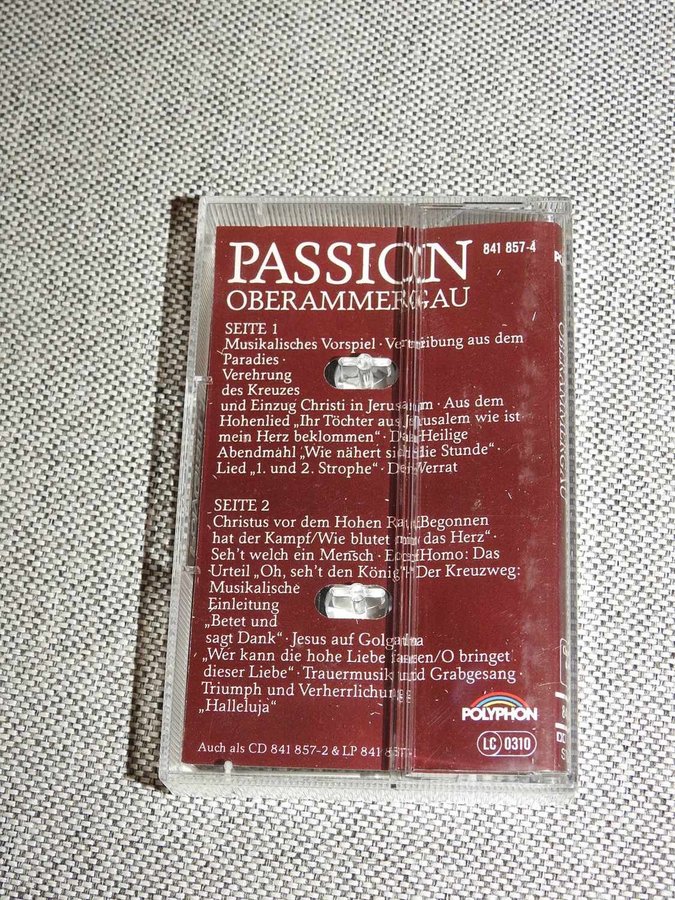 PASSION
841 857-4
OBERAMMERGAU
SEITE 1
Musikalisches Vorspiel · Vertreibung aus dem
Paradies ·
Verehrung
des Kreuzes
und Einzug Christi in Jerusalem · Aus dem
Hohenlied „Ihr Töchter aus Jerusalem wie ist
mein Herz beklommen“ · Das Heilige
Abendmahl „Wie nähert sich die Stunde“ ·
Lied „1. und 2. Strophe“ · Der Verrat
SEITE 2
Christus vor dem Hohen Rat „Begonnen
hat der Kampf/Wie blutet mir das Herz“ ·
Seh't welch ein Mensch · Ecce Homo: Das
Urteil „Oh, seh't den König“ · Der Kreuzweg:
Musikalische
Einleitung
„Betet und
sagt Dank“ · Jesus auf Golgatha
„Wer kann die hohe Liebe fassen/O bringet
dieser Liebe“ · Trauermusik und Grabgesang ·
Triumph und Verherrlichung
„Halleluja“
Auch als CD 841 857-2 & LP 841 857-1
POLYPHON
LC 0310
OBERAMMERGAU